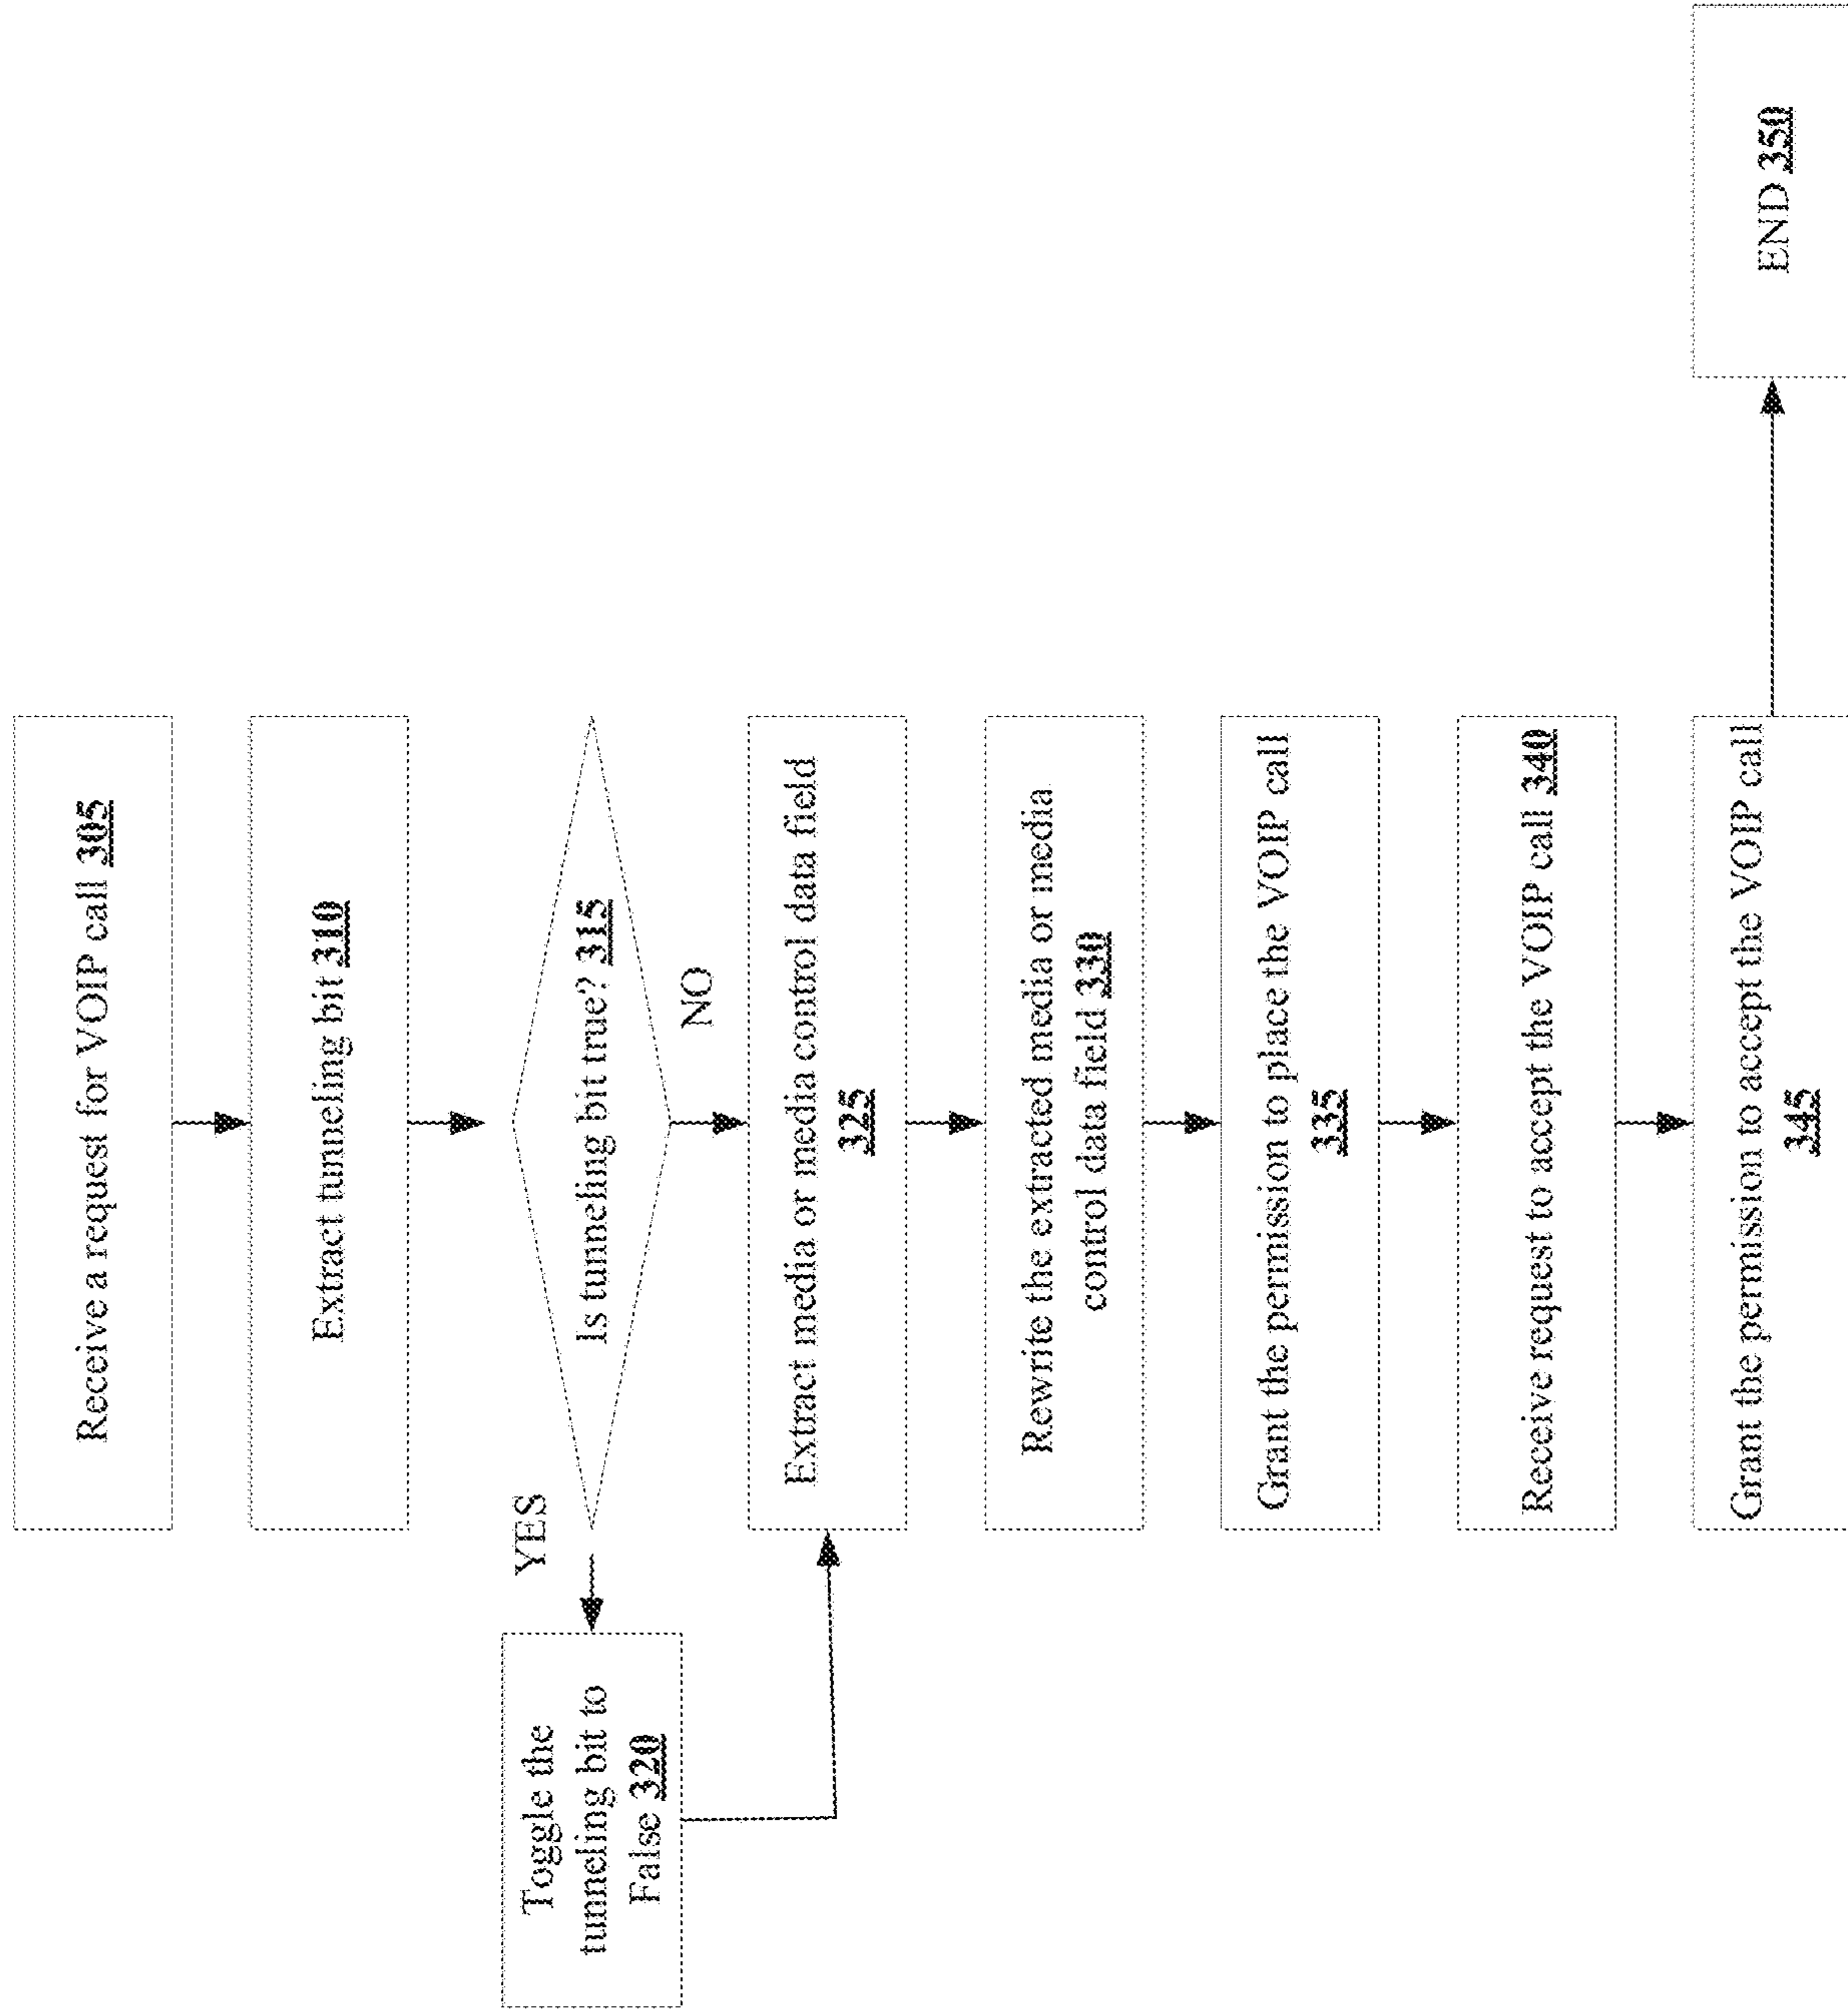 Receive a request for VOIP call 305
Extract tunneling bit 310
Is tunneling bit true? 315
YES
NO
Toggle the
tunneling bit to
False 320
Extract media or media control data field
325
Rewrite the extracted media or media
control data field 330
Grant the permission to place the VOIP call
335
Receive request to accept the VOIP call 340
Grant the permission to accept the VOIP call
345
END 350